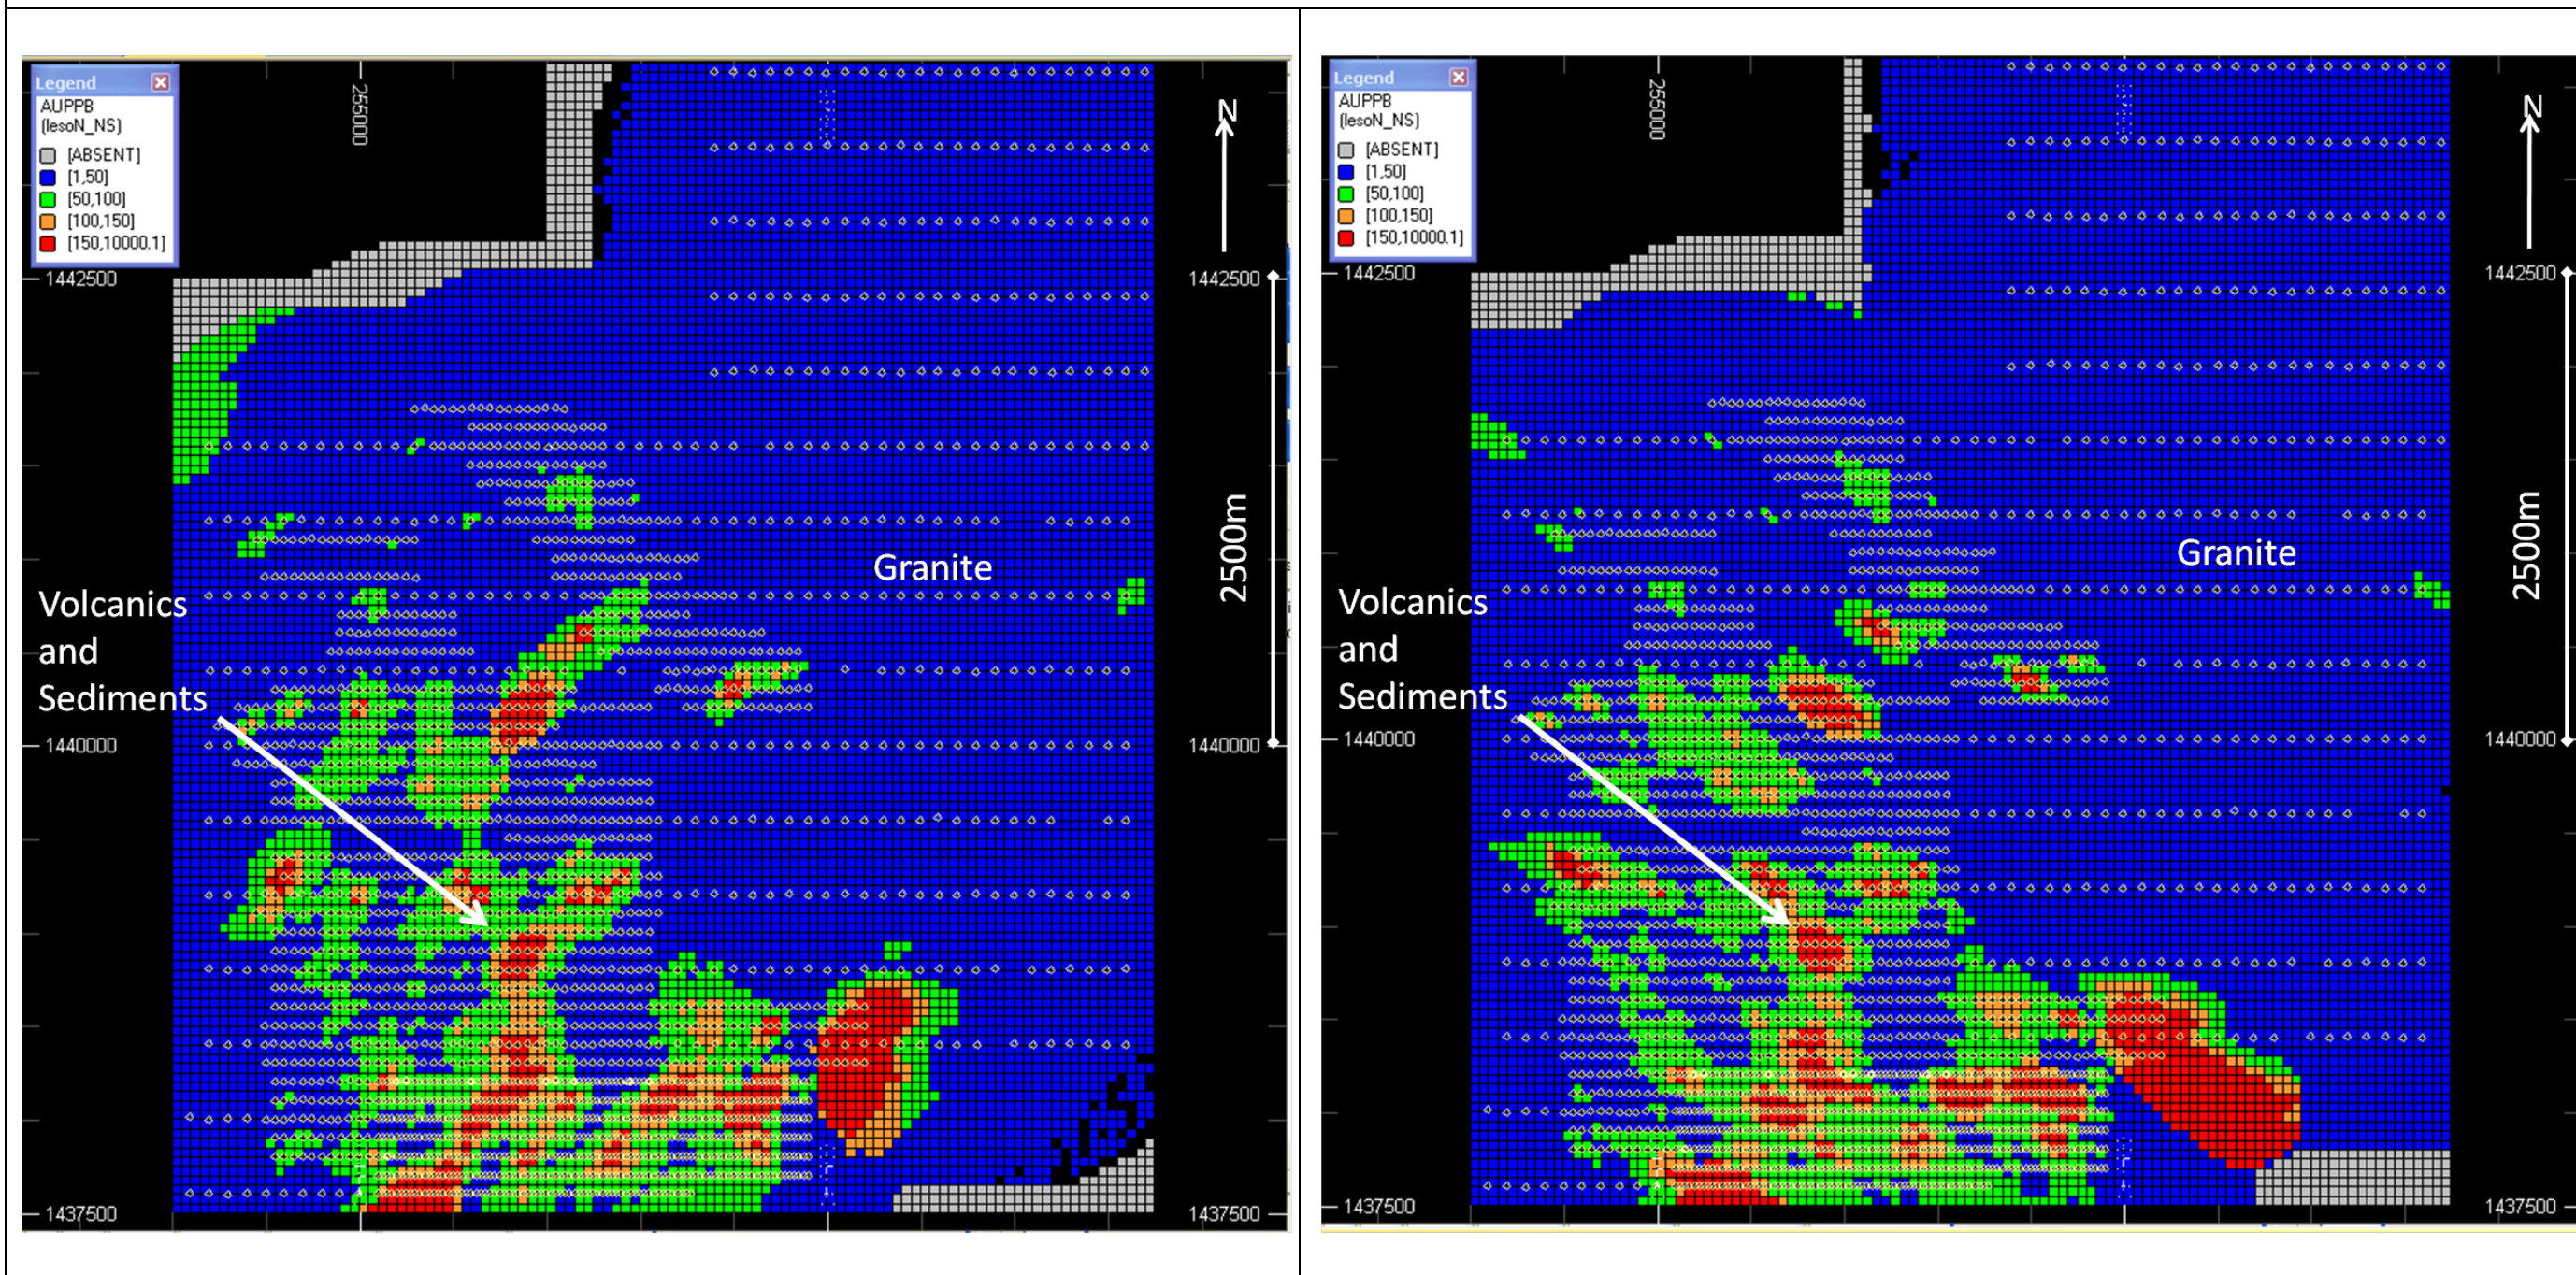 Legend
AUPPB
(lesoN_NS)
[ABSENT]
[1,50]
[50,100]
[100,150]
[150,10000.1]
255000
N
1442500
1442500
2500m
Granite
Volcanics
and
Sediments
1440000
1440000
1437500
1437500
Legend
AUPPB
(lesoN_NS)
[ABSENT]
[1,50]
[50,100]
[100,150]
[150,10000.1]
255000
N
1442500
1442500
2500m
Granite
Volcanics
and
Sediments
1440000
1440000
1437500
1437500